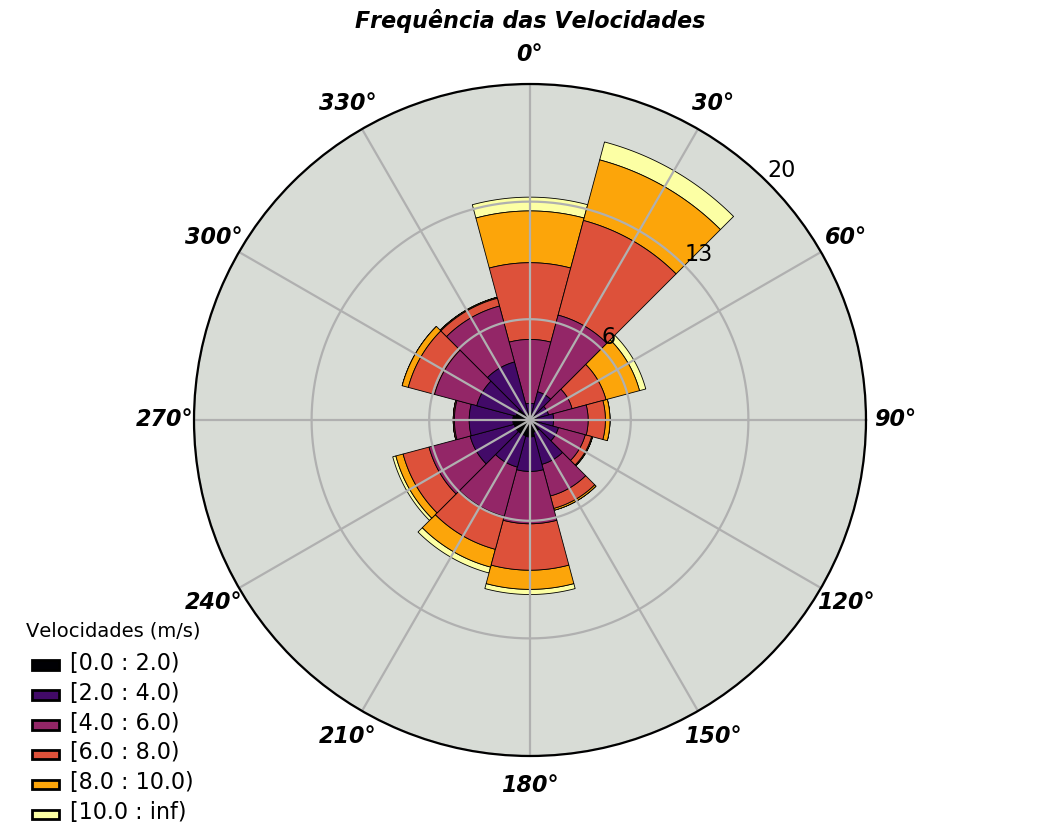 Frequência das Velocidades
0°
330°
30°
20
300°
60°
13
6
270°
90°
240°
120°
210°
150°
180°
Velocidades (m/s)
[0.0 : 2.0)
[2.0 : 4.0)
[4.0 : 6.0)
[6.0 : 8.0)
[8.0 : 10.0)
[10.0 : inf)